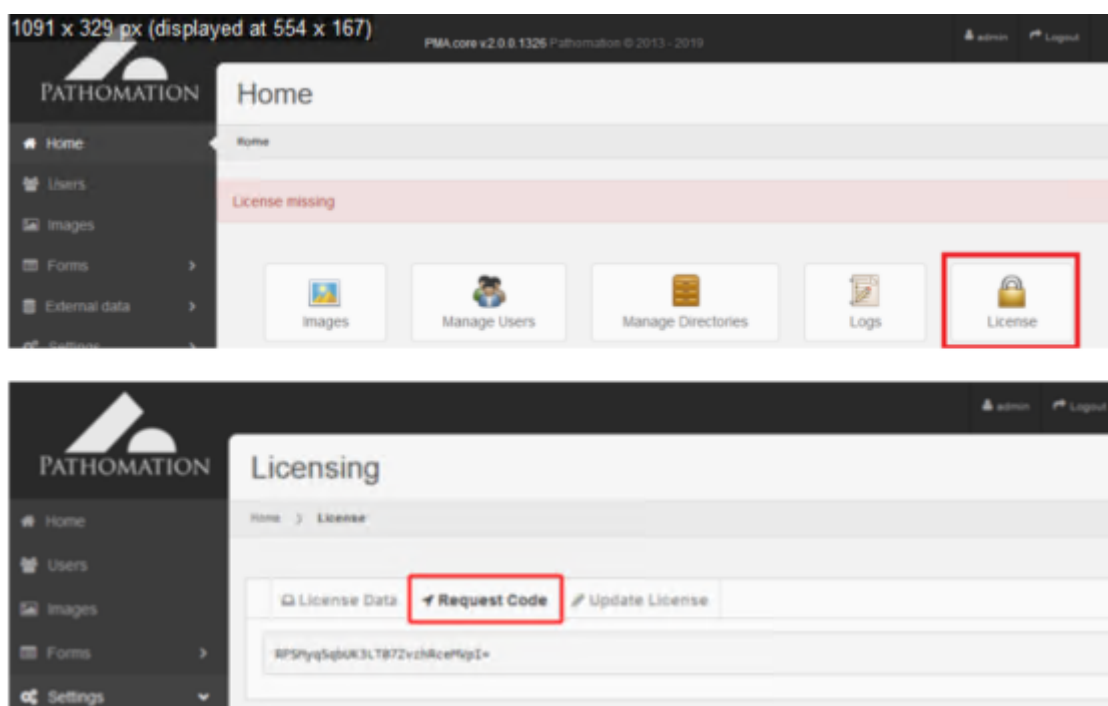 1091 x 329 px (displayed at 554 x 167)
PMA.core v2.0.0.1326 Pathomation © 2013 - 2019
admin
Logout
PATHOMATION
Home
Home
Home
Users
License missing
Images
Forms
External data
Settings
Images
Manage Users
Manage Directories
Logs
License
admin
Logout
PATHOMATION
Licensing
Home
Home > License
Users
License Data
Request Code
Update License
Images
Forms
Settings